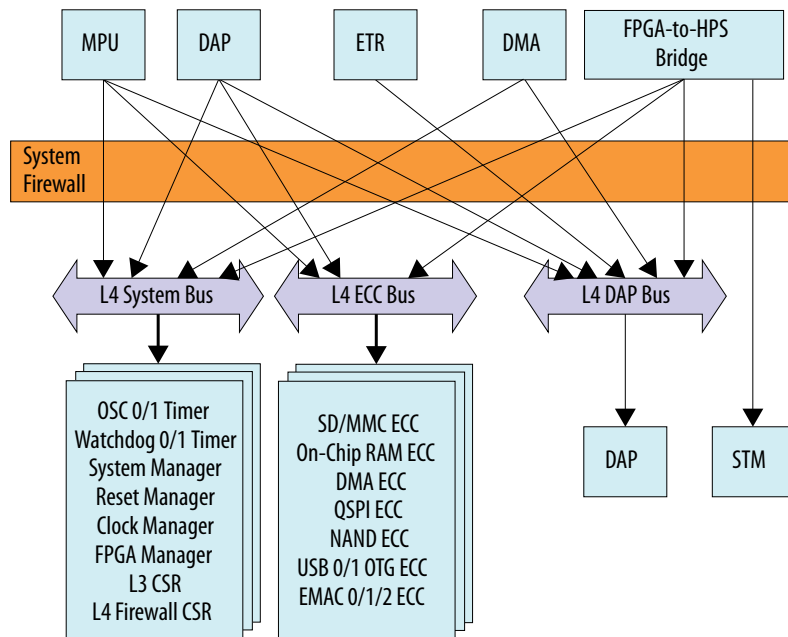 MPU
DAP
ETR
DMA
FPGA-to-HPS
Bridge
System
Firewall
L4 System Bus
L4 ECC Bus
L4 DAP Bus
OSC 0/1 Timer
Watchdog 0/1 Timer
System Manager
Reset Manager
Clock Manager
FPGA Manager
L3 CSR
L4 Firewall CSR
SD/MMC ECC
On-Chip RAM ECC
DMA ECC
QSPI ECC
NAND ECC
USB 0/1 OTG ECC
EMAC 0/1/2 ECC
DAP
STM